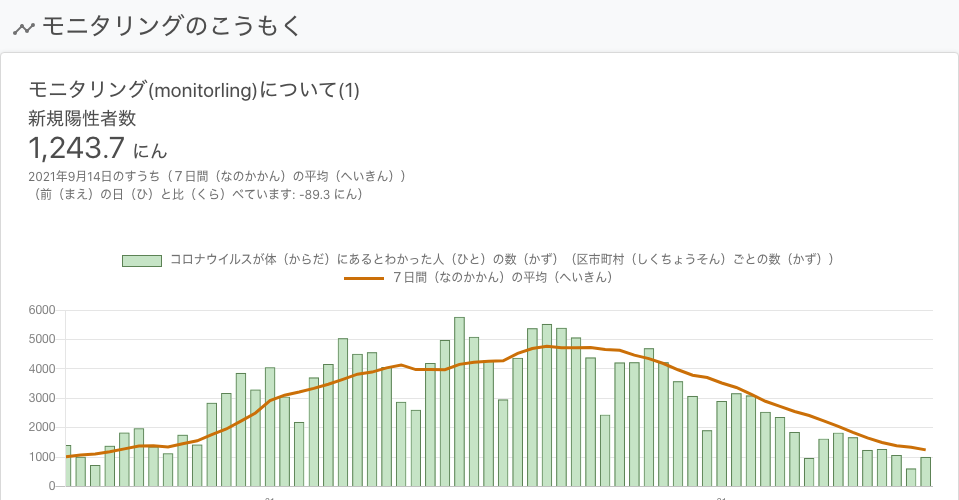 モニタリングのこうもく
モニタリング(monitorling)について(1)
新規陽性者数
1,243.7 にん
2021年9月14日のすうち（７日間（なのかかん）の平均（へいきん））
（前（まえ）の日（ひ）と比（くら）べています: -89.3 にん）
コロナウイルスが体（からだ）にあるとわかった人（ひと）の数（かず）（区市町村（しくちょうそん）ごとの数（かず））
７日間（なのかかん）の平均（へいきん）
6000
5000
4000
3000
2000
1000
0